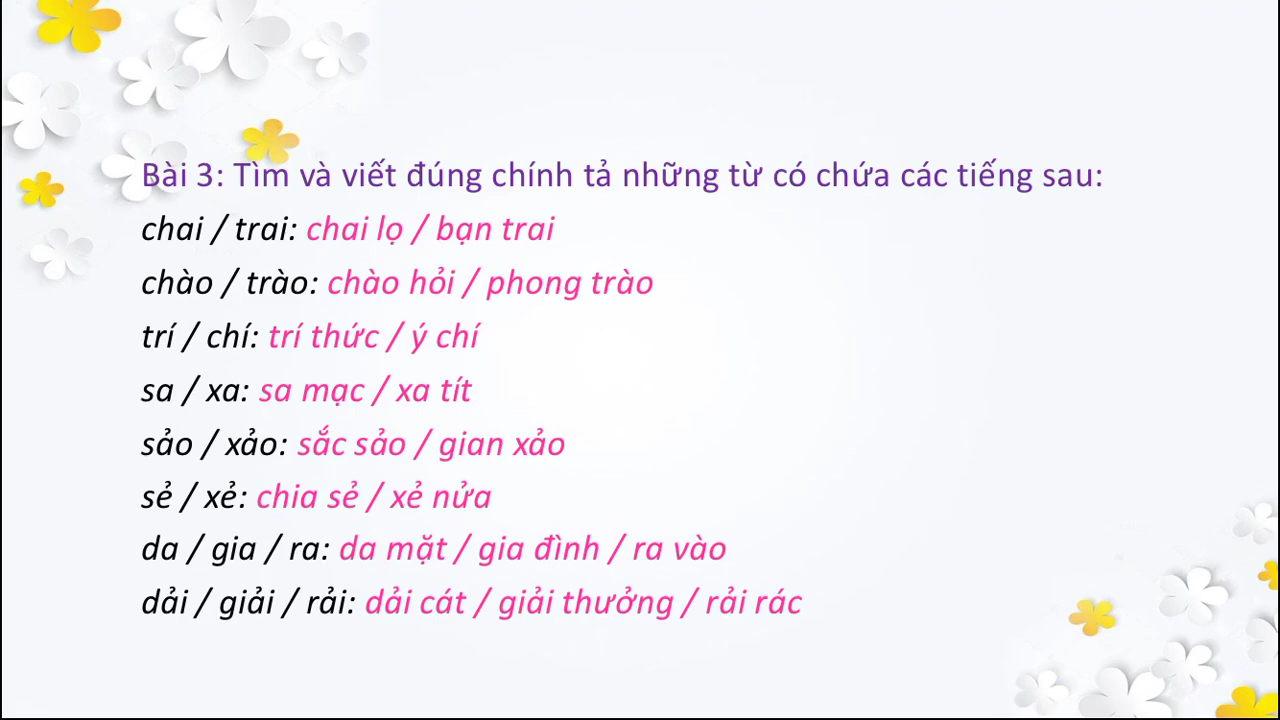 Bài 3: Tìm và viết đúng chính tả những từ có chứa các tiếng sau:
chai / trai: chai lọ / bạn trai
chào / trào: chào hỏi / phong trào
trí / chí: trí thức / ý chí
sa / xa: sa mạc / xa tít
sảo / xảo: sắc sảo / gian xảo
sẻ / xẻ: chia sẻ / xẻ nửa
da / gia / ra: da mặt / gia đình / ra vào
dải / giải / rải: dải cát / giải thưởng / rải rác